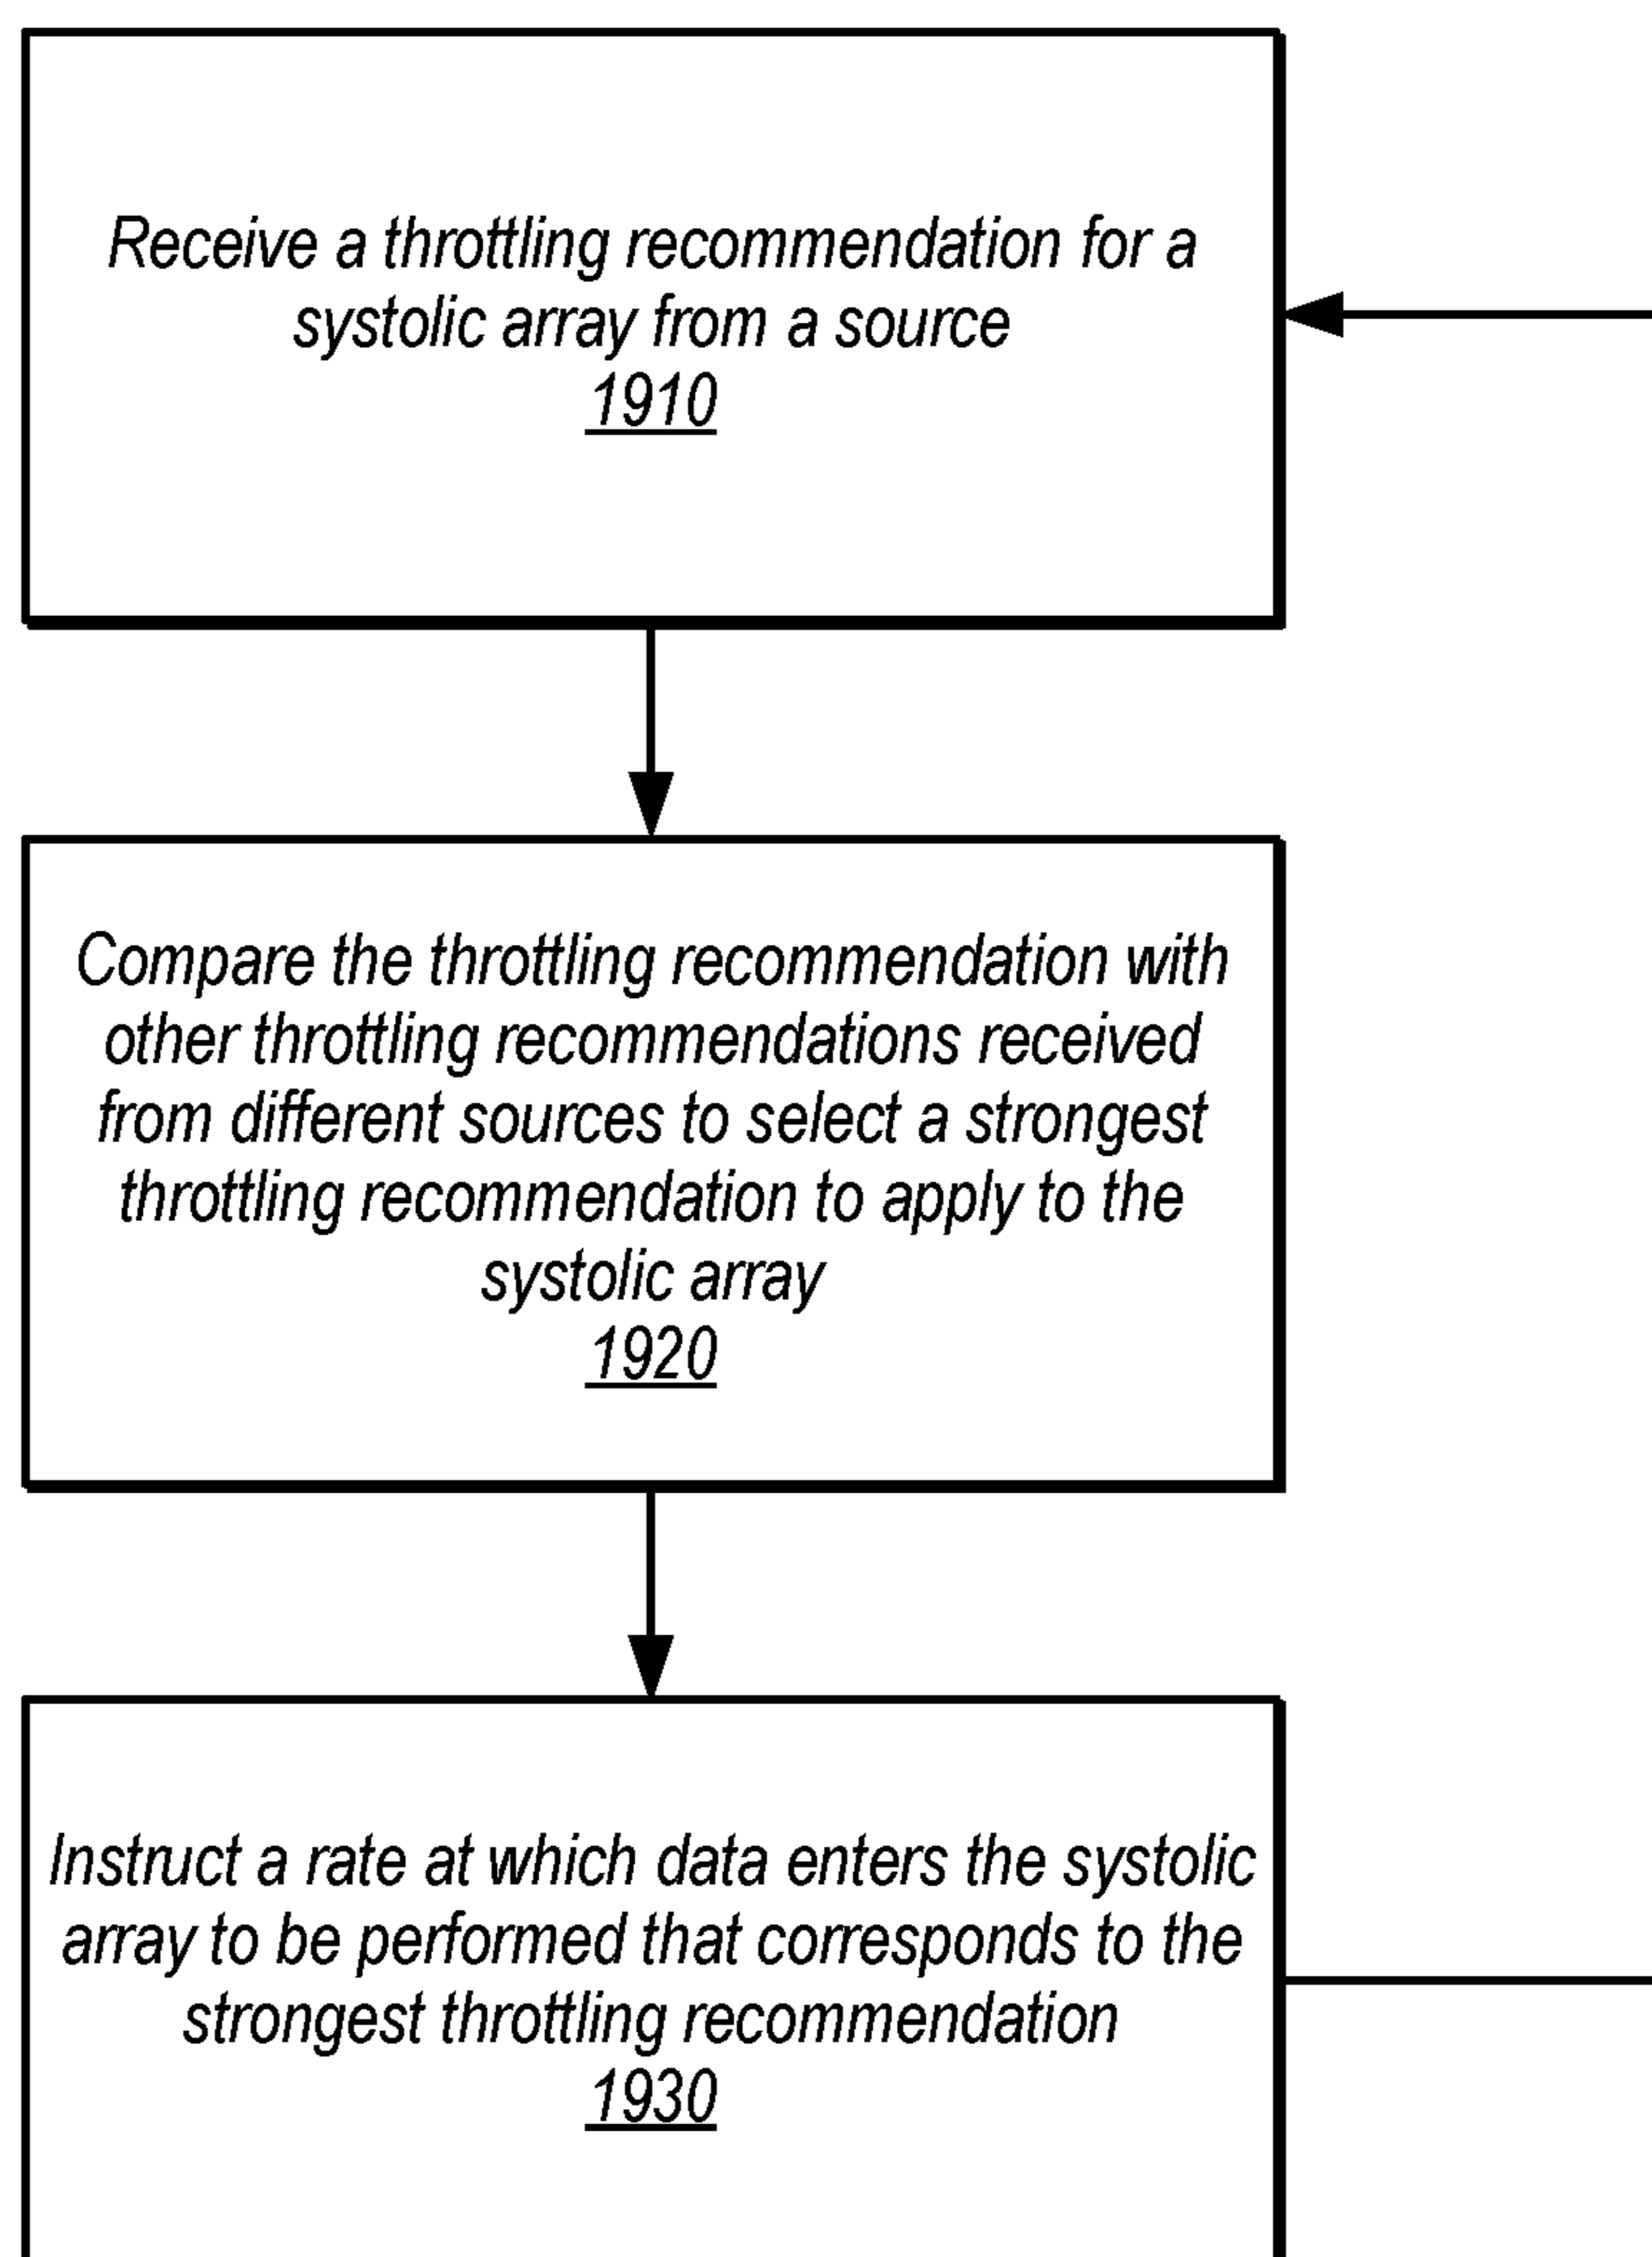 Receive a throttling recommendation for a
systolic array from a source
1910
Compare the throttling recommendation with
other throttling recommendations received
from different sources to select a strongest
throttling recommendation to apply to the
systolic array
1920
Instruct a rate at which data enters the systolic
array to be performed that corresponds to the
strongest throttling recommendation
1930